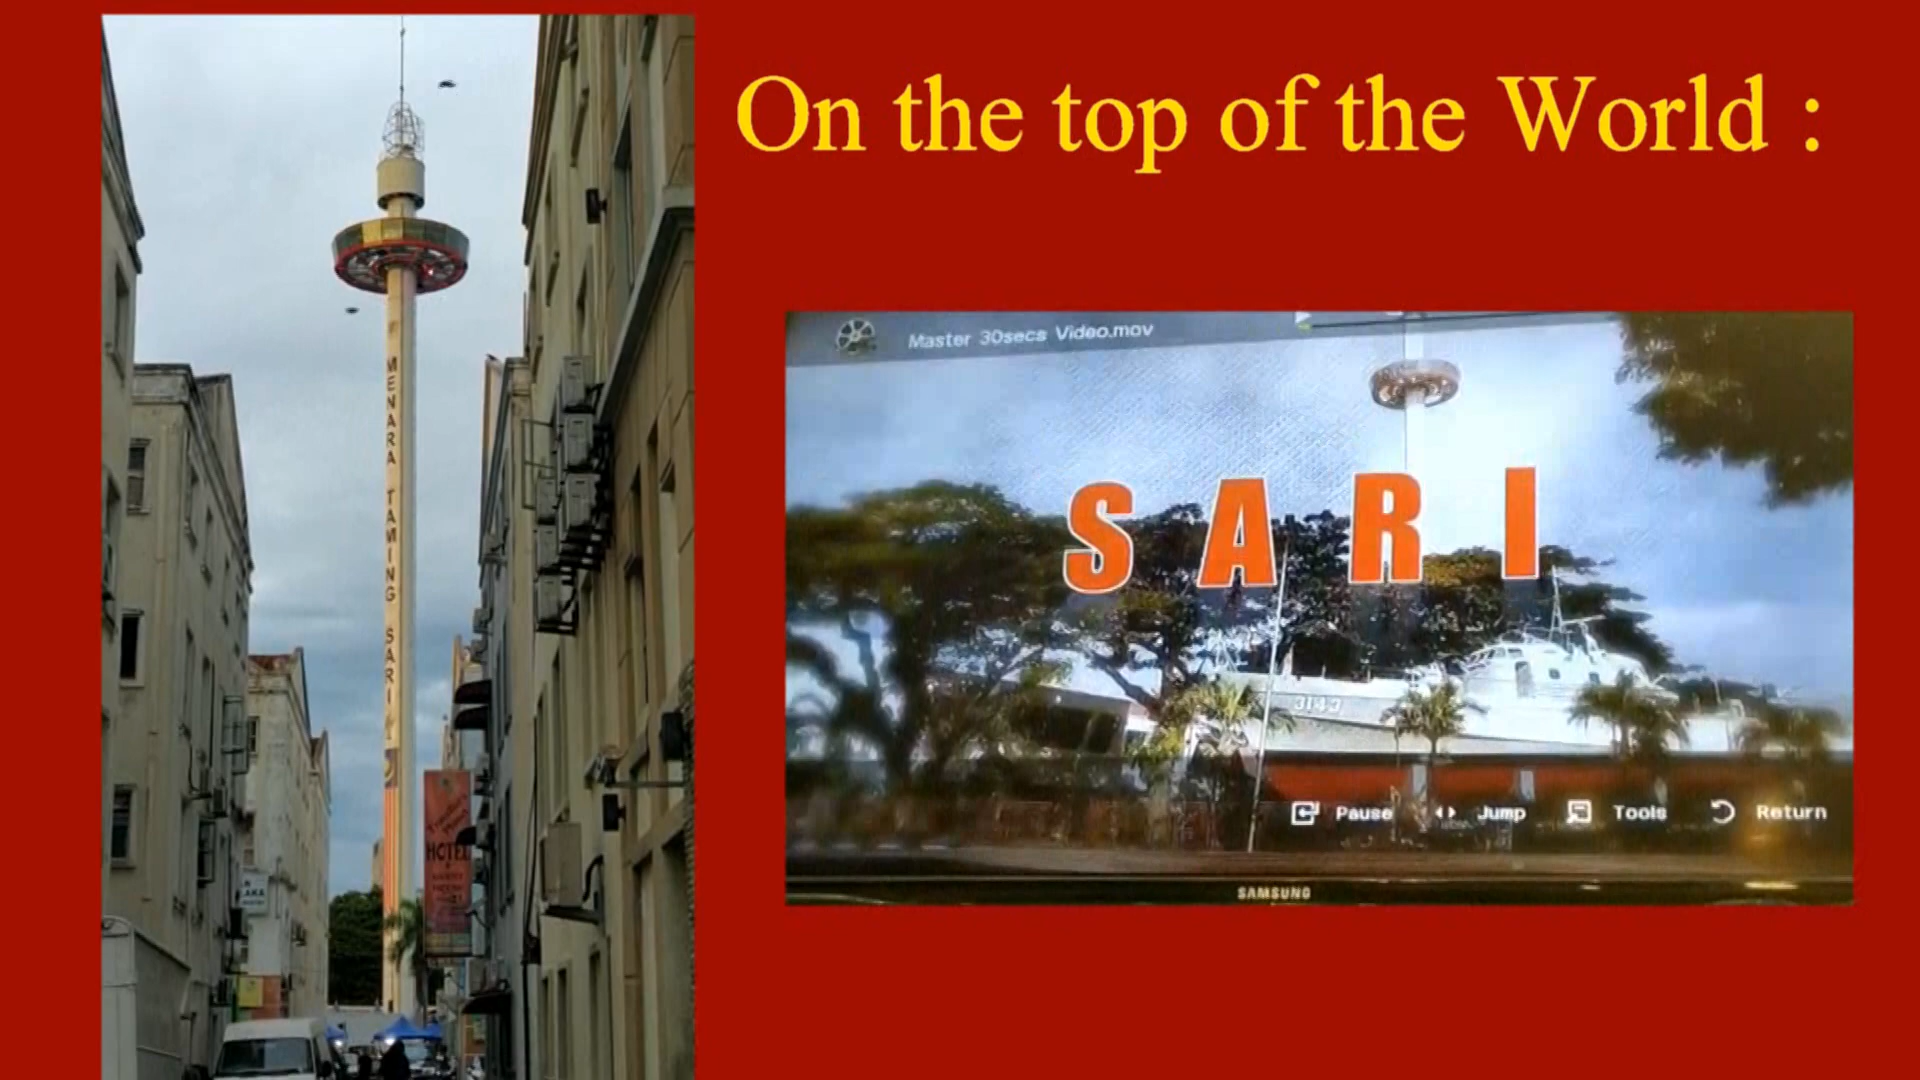 On the top of the World :
MENARA TAMING SARI
HOTEL
Master 30secs Video.mov
SARI
3143
Pause
Jump
Tools
Return
SAMSUNG